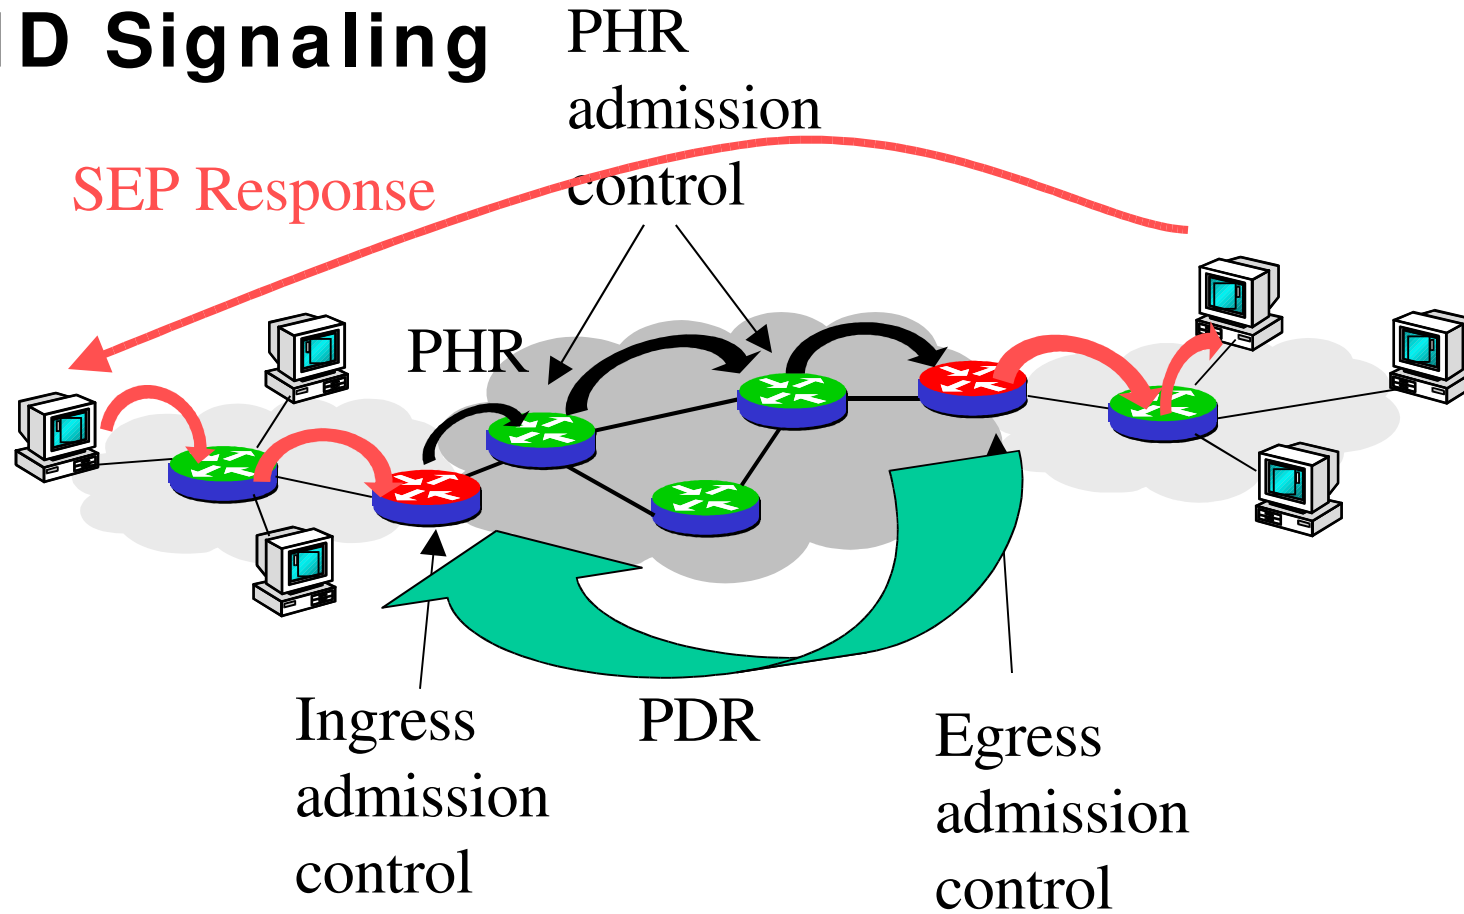 D Signaling
PHR
admission
control
SEP Response
PHR
Ingress
admission
control
PDR
Egress
admission
control